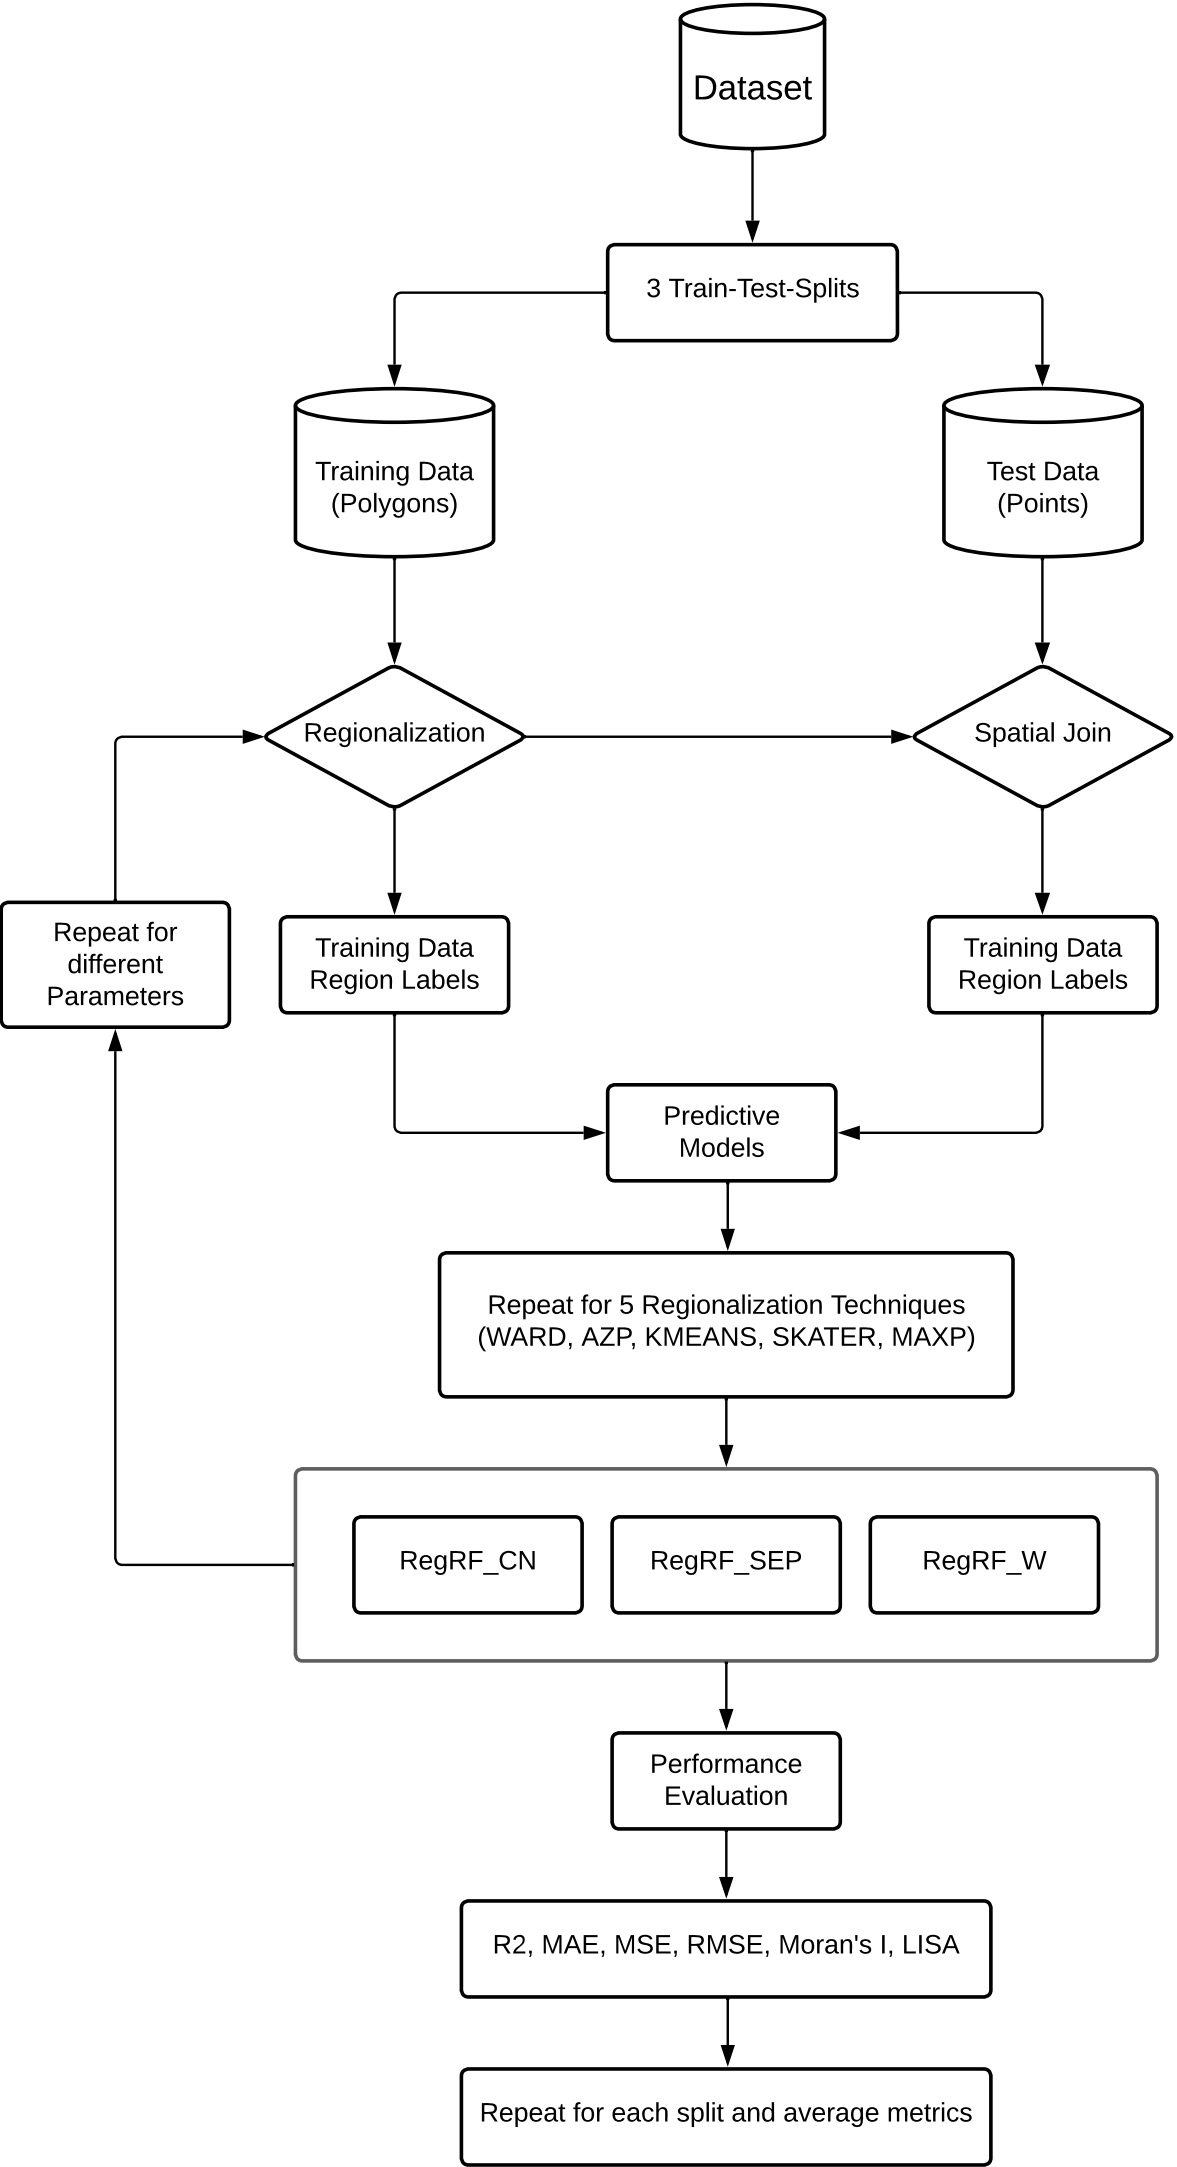 Dataset
3 Train-Test-Splits
Training Data
(Polygons)
Test Data
(Points)
Regionalization
Spatial Join
Repeat for
different
Parameters
Training Data
Region Labels
Training Data
Region Labels
Predictive
Models
Repeat for 5 Regionalization Techniques
(WARD, AZP, KMEANS, SKATER, MAXP)
RegRF_CN
RegRF_SEP
RegRF_W
Performance
Evaluation
R2, MAE, MSE, RMSE, Moran's I, LISA
Repeat for each split and average metrics